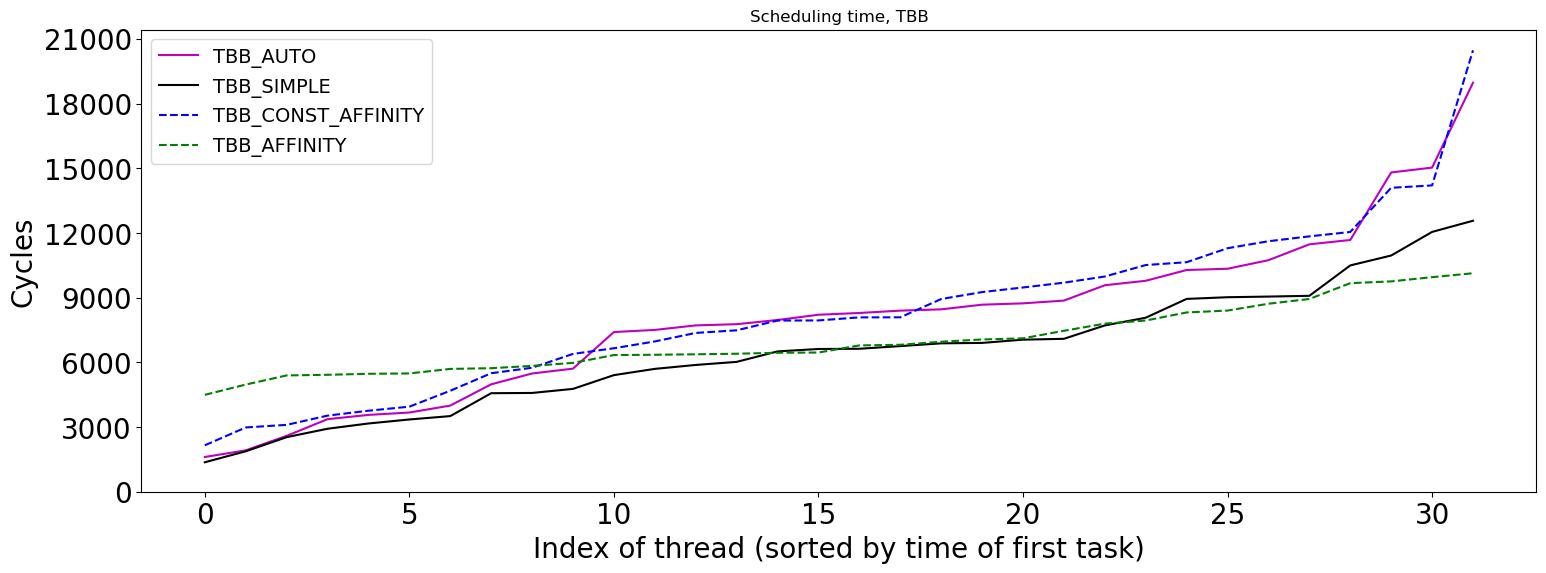 Scheduling time, TBB
21000
18000
15000
12000
9000
6000
3000
0
Cycles
TBB_AUTO
TBB_SIMPLE
TBB_CONST_AFFINITY
TBB_AFFINITY
0 5 10 15 20 25 30
Index of thread (sorted by time of first task)